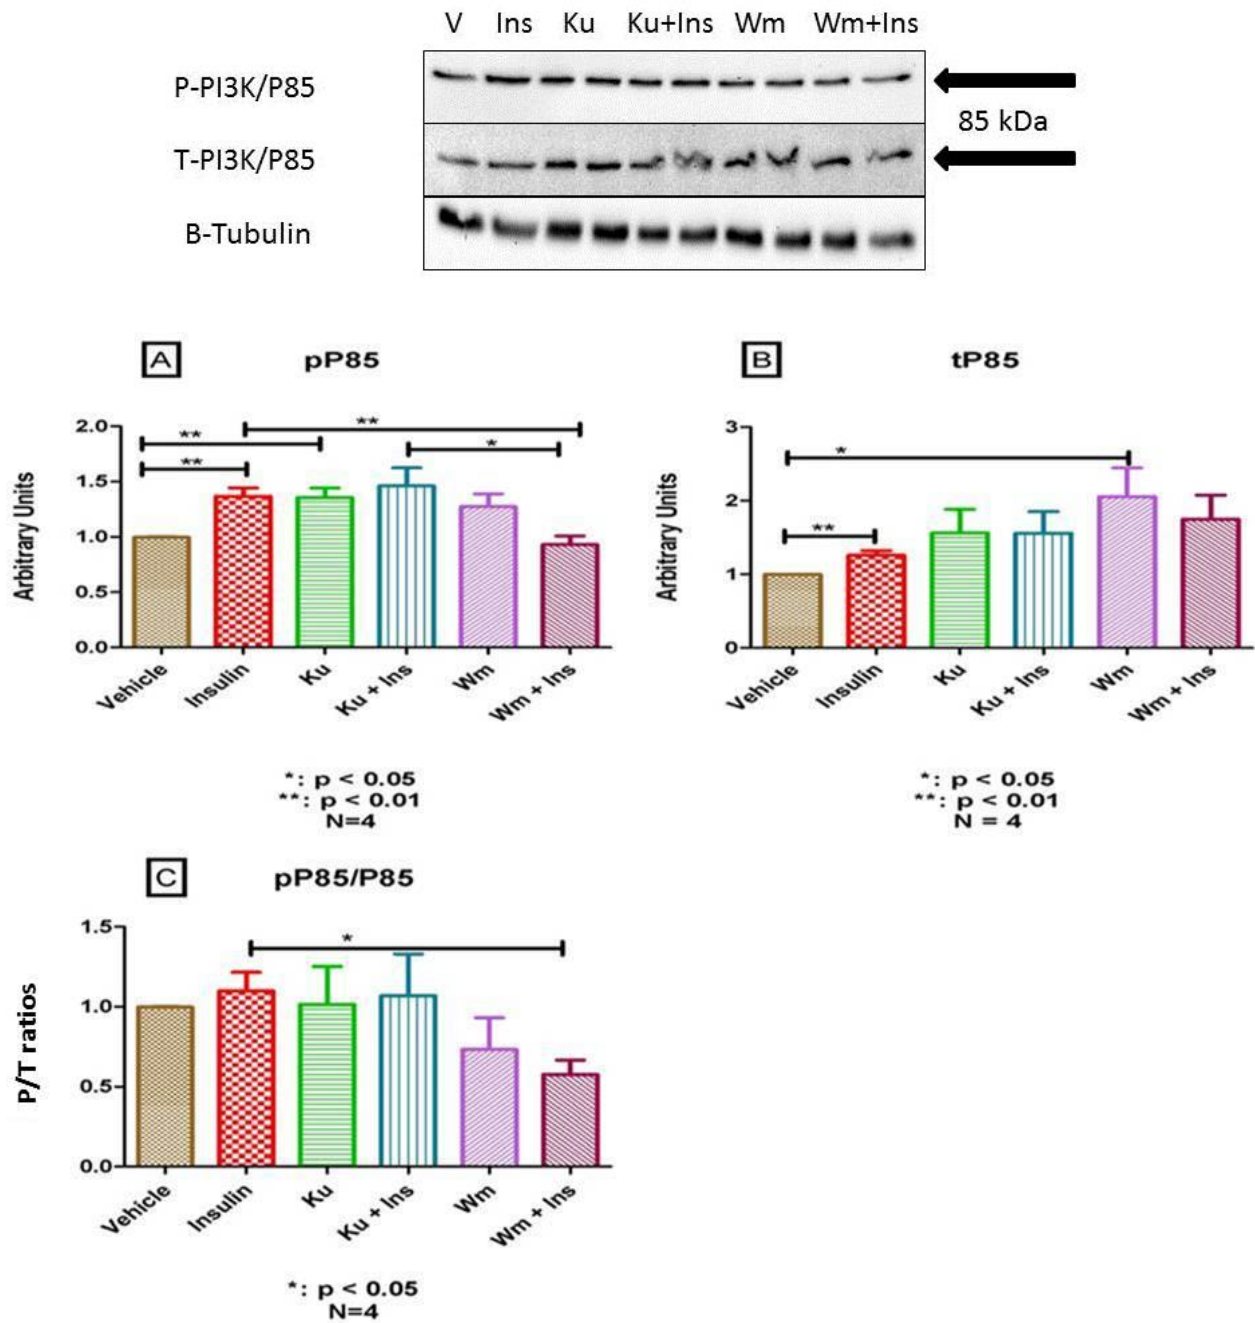 V Ins Ku Ku+Ins Wm Wm+Ins
P-PI3K/P85
85 kDa
T-PI3K/P85
B-Tubulin
A pP85
2.0
1.5
1.0
0.5
0.0
Arbitrary Units
** ** ** *
Vehicle Insulin Ku Ku + Ins Wm Wm + Ins
*: p < 0.05
**: p < 0.01
N=4
B tP85
3
2
1
0
Arbitrary Units
* **
Vehicle Insulin Ku Ku + Ins Wm Wm + Ins
*: p < 0.05
**: p < 0.01
N = 4
C pP85/P85
1.5
1.0
0.5
0.0
P/T ratios
*
Vehicle Insulin Ku Ku + Ins Wm Wm + Ins
*: p < 0.05
N=4